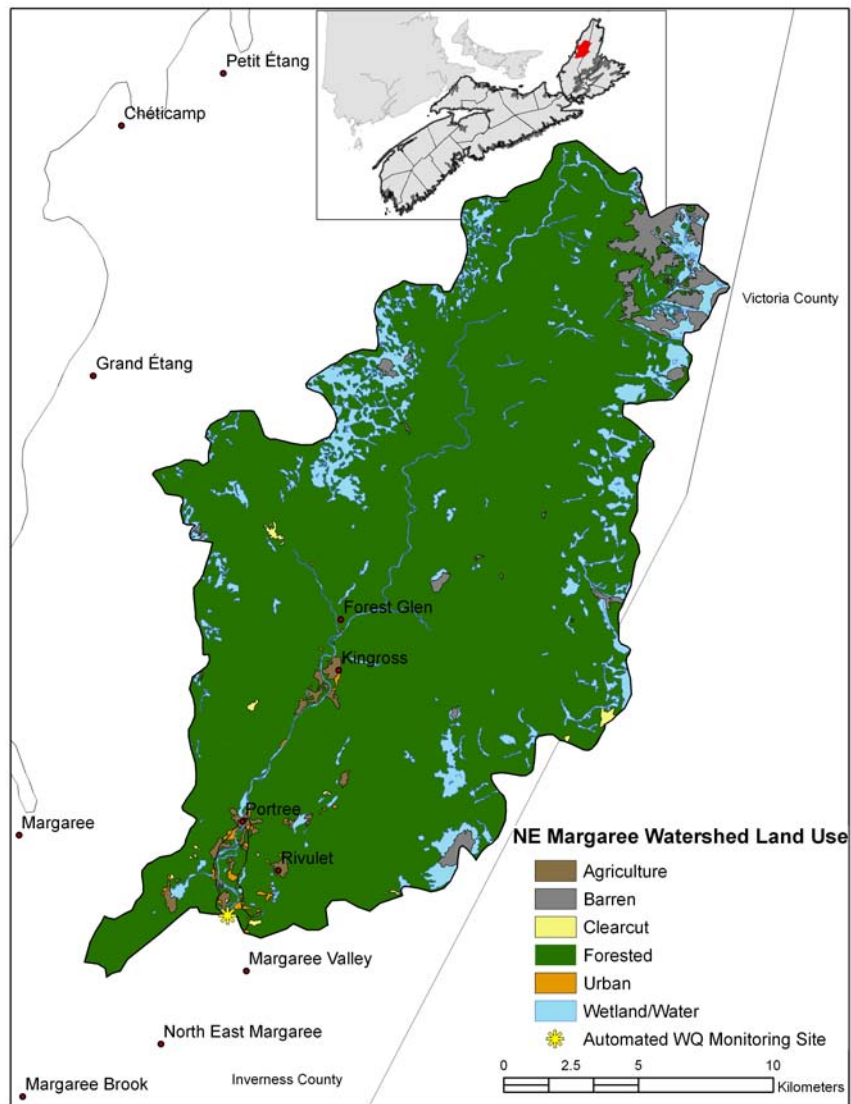 Petit Étang
Chéticamp
Victoria County
Grand Étang
Forest Glen
Kingross
Margaree
Portree
Rivulet
Margaree Valley
North East Margaree
Margaree Brook
Inverness County
NE Margaree Watershed Land Use
Agriculture
Barren
Clearcut
Forested
Urban
Wetland/Water
Automated WQ Monitoring Site
0 2.5 5 10
Kilometers